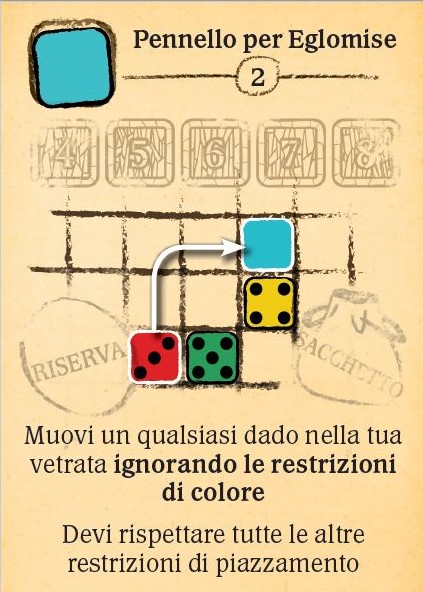 Pennello per Eglomise
2
4 5 6 7 8
RISERVA
SACCHETTO
Muovi un qualsiasi dado nella tua
vetrata ignorando le restrizioni
di colore
Devi rispettare tutte le altre
restrizioni di piazzamento